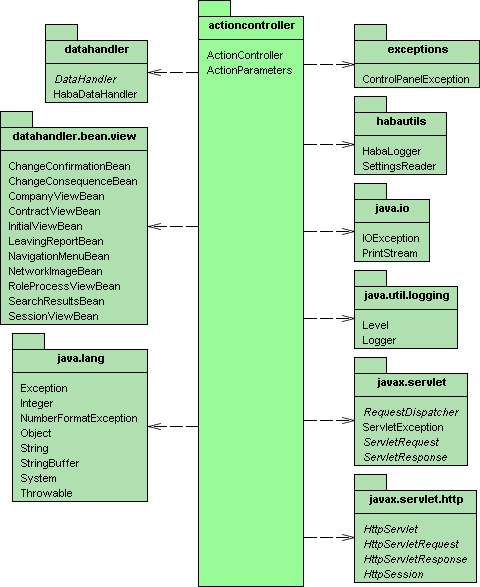 datahandler
DataHandler
HabaDataHandler
datahandler.bean.view
ChangeConfirmationBean
ChangeConsequenceBean
CompanyViewBean
ContractViewBean
InitialViewBean
LeavingReportBean
NavigationMenuBean
NetworkImageBean
RoleProcessViewBean
SearchResultsBean
SessionViewBean
java.lang
Exception
Integer
NumberFormatException
Object
String
StringBuffer
System
Throwable
actioncontroller
ActionController
ActionParameters
exceptions
ControlPanelException
habautils
HabaLogger
SettingsReader
java.io
IOException
PrintStream
java.util.logging
Level
Logger
javax.servlet
RequestDispatcher
ServletException
ServletRequest
ServletResponse
javax.servlet.http
HttpServlet
HttpServletRequest
HttpServletResponse
HttpSession